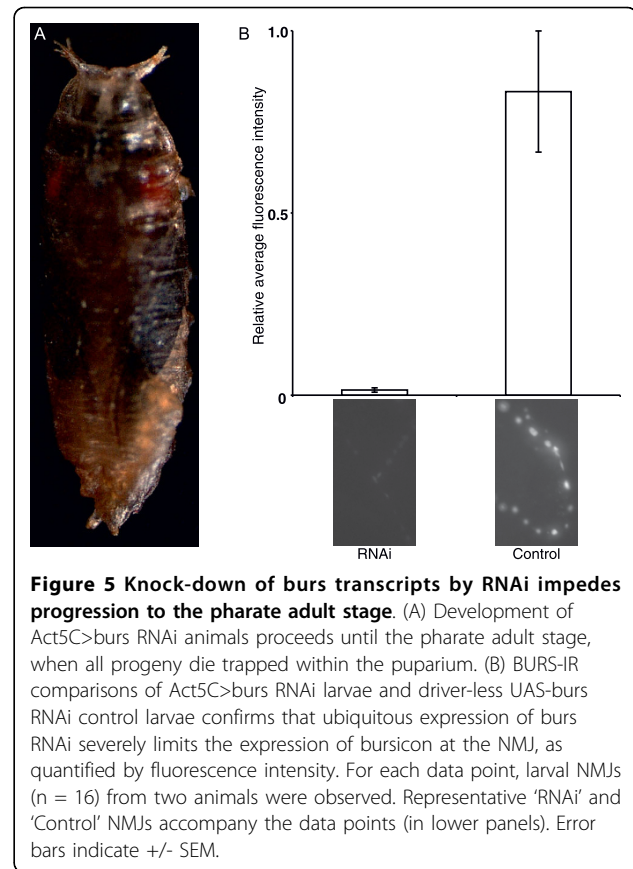 A
B
1.0
Relative average fluorescence intensity
0.5
0
RNAi
Control
Figure 5 Knock-down of burs transcripts by RNAi impedes
progression to the pharate adult stage. (A) Development of
Act5C>burs RNAi animals proceeds until the pharate adult stage,
when all progeny die trapped within the puparium. (B) BURS-IR
comparisons of Act5C>burs RNAi larvae and driver-less UAS-burs
RNAi control larvae confirms that ubiquitous expression of burs
RNAi severely limits the expression of bursicon at the NMJ, as
quantified by fluorescence intensity. For each data point, larval NMJs
(n = 16) from two animals were observed. Representative ‘RNAi’ and
‘Control’ NMJs accompany the data points (in lower panels). Error
bars indicate +/- SEM.